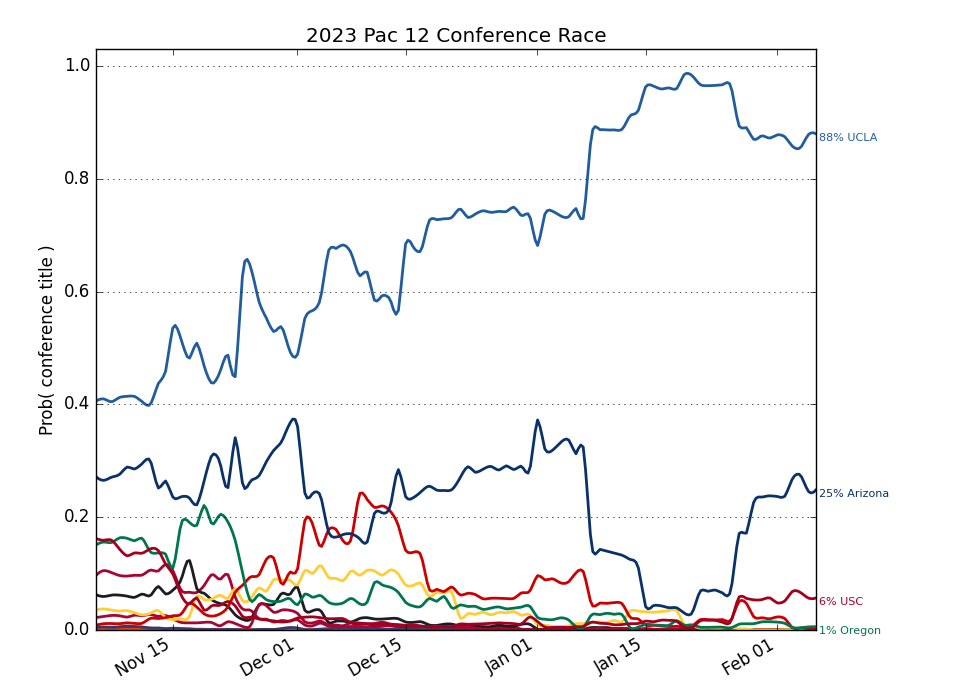 2023 Pac 12 Conference Race
Prob( conference title )
1.0
0.8
0.6
0.4
0.2
0.0
Nov 15
Dec 01
Dec 15
Jan 01
Jan 15
Feb 01
88% UCLA
25% Arizona
6% USC
1% Oregon